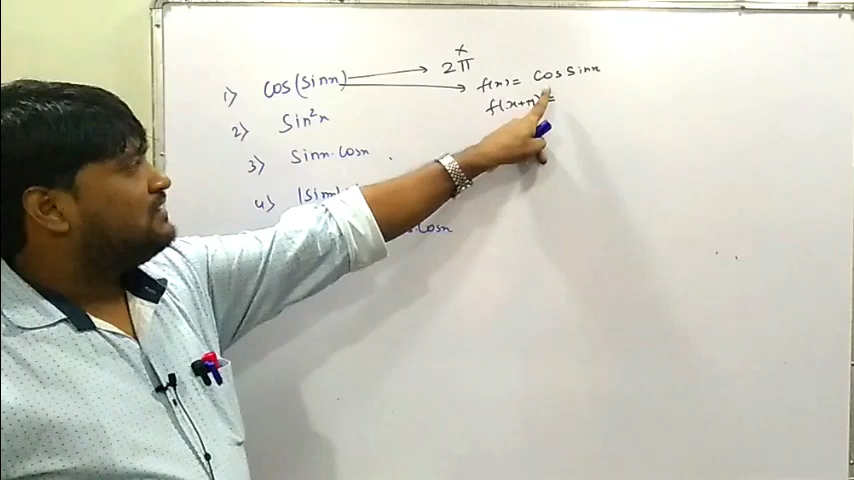 1) cos(sinx)
x
2π
f(x) = cos sinx
f(x+π) =
2) sin²x
3) sinx·cosx
4) |sinx|
cosx